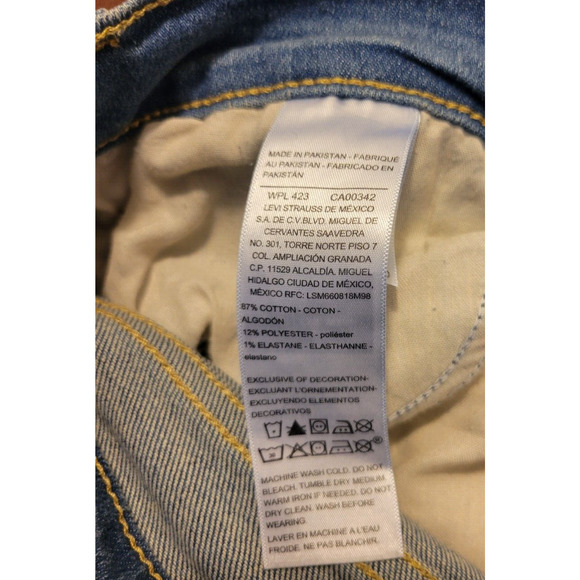 MADE IN PAKISTAN - FABRIQUÉ
AU PAKISTAN - FABRICADO EN
PAKISTÁN
WPL 423 CA00342
LEVI STRAUSS DE MÉXICO
S.A. DE C.V.BLVD. MIGUEL DE
CERVANTES SAAVEDRA
NO. 301, TORRE NORTE PISO 7
COL. AMPLIACIÓN GRANADA
C.P. 11529 ALCALDÍA. MIGUEL
HIDALGO CIUDAD DE MÉXICO,
MÉXICO RFC: LSM660818M98
87% COTTON - COTON -
ALGODÓN
12% POLYESTER - poliéster
1% ELASTANE - ELASTHANNE -
elastano
EXCLUSIVE OF DECORATION-
EXCLUANT L'ORNEMENTATION-
EXCLUYENDO ELEMENTOS
DECORATIVOS
MACHINE WASH COLD. DO NOT
BLEACH. TUMBLE DRY MEDIUM.
WARM IRON IF NEEDED. DO NOT
DRY CLEAN. WASH BEFORE
WEARING.
LAVER EN MACHINE A L'EAU
FROIDE. NE PAS BLANCHIR.